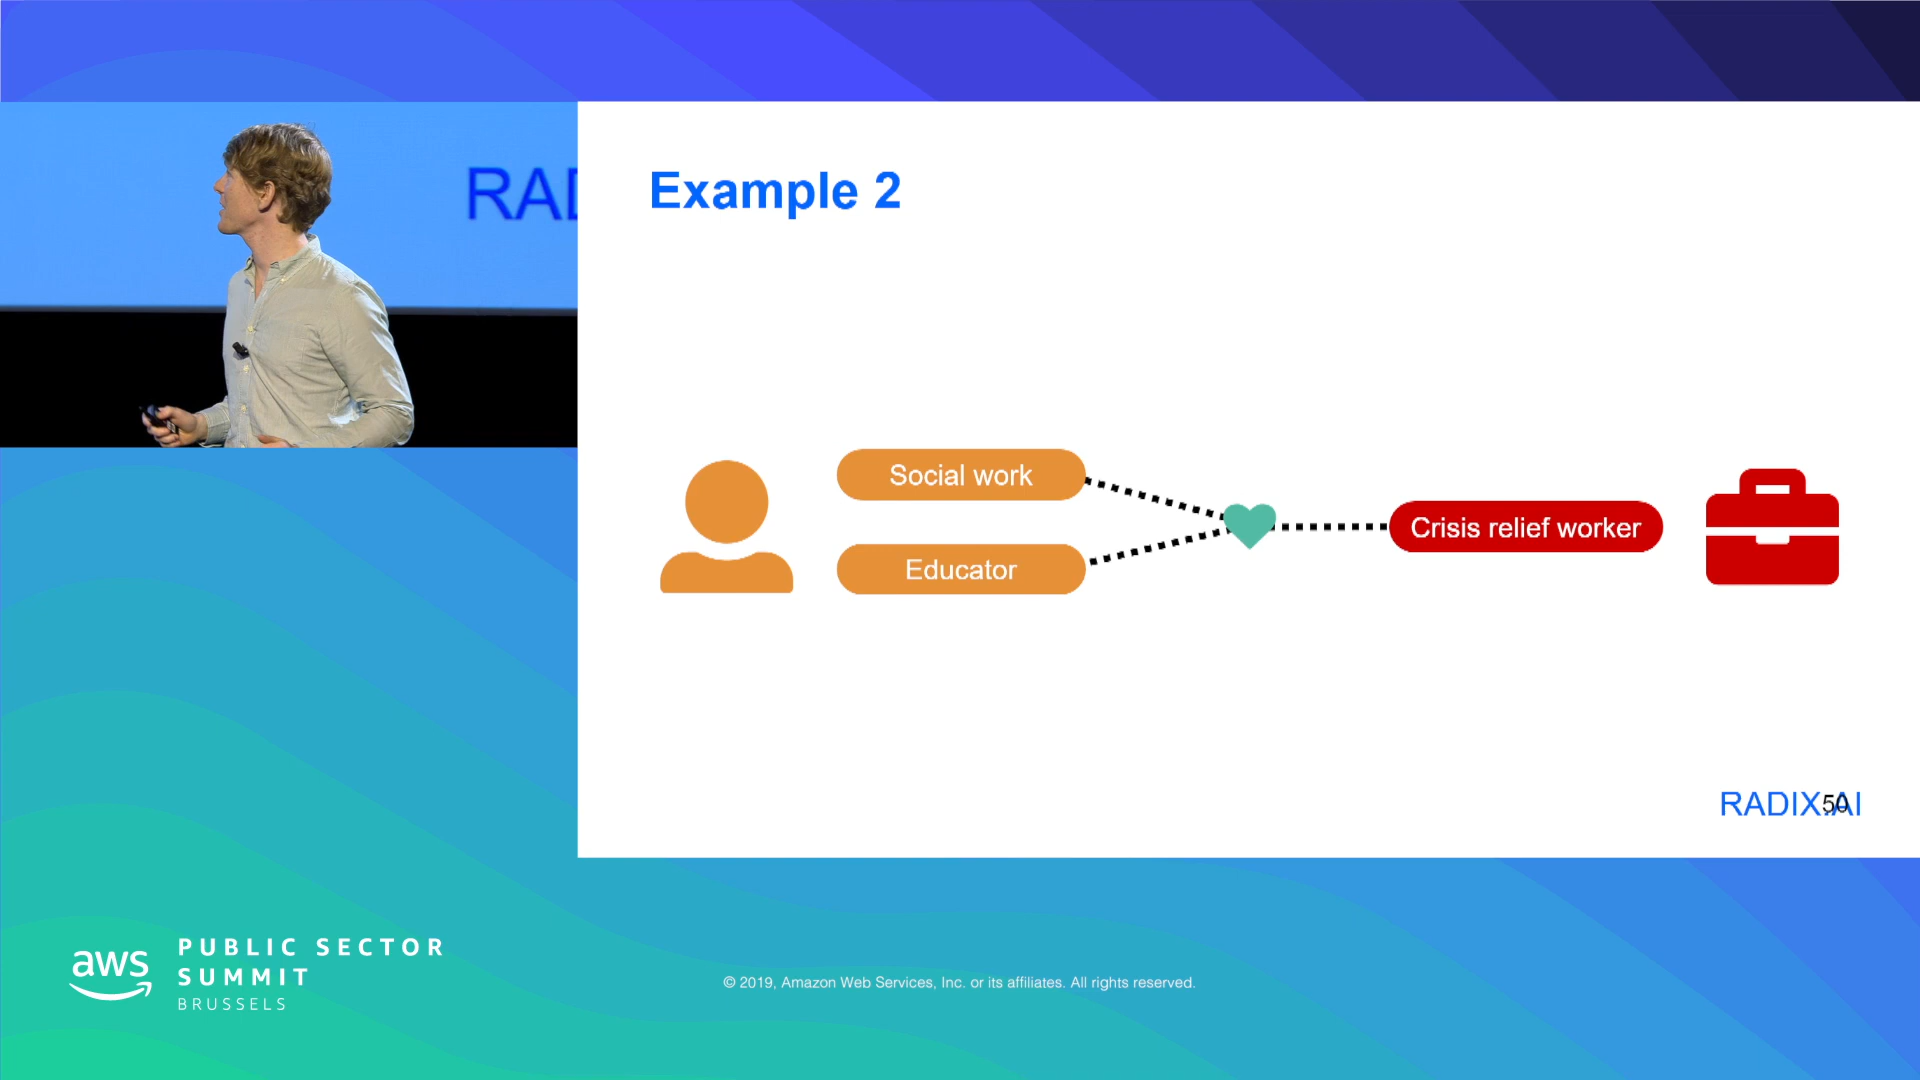 RAD
Example 2
Social work
Educator
Crisis relief worker
RADIX.AI
50
aws
PUBLIC SECTOR
SUMMIT
BRUSSELS
© 2019, Amazon Web Services, Inc. or its affiliates. All rights reserved.